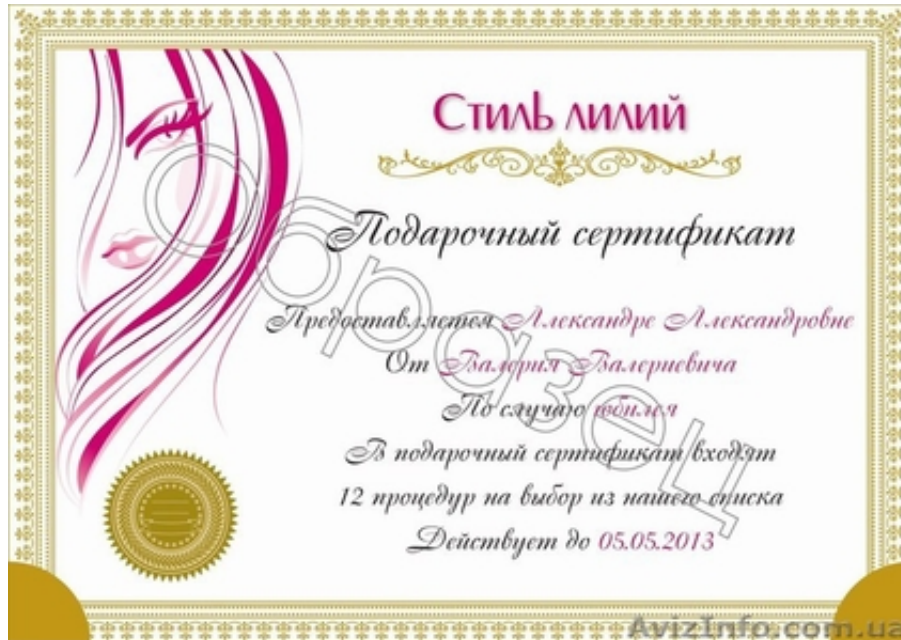 Стиль лилий
Подарочный сертификат
Предоставляется Александре Александровне
От Валерия Валериевича
По случаю юбилея
В подарочный сертификат входят
12 процедур на выбор из нашего списка
Действует до 05.05.2013
Образец
AvizInfo.com.ua